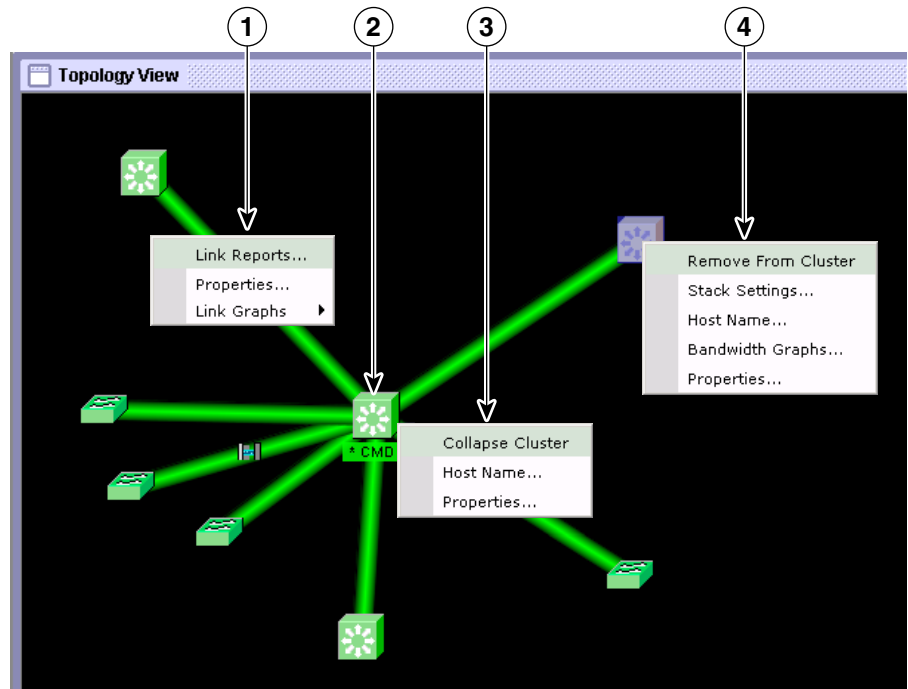 1 2 3 4
Topology View
Link Reports...
Properties...
Link Graphs
Remove From Cluster
Stack Settings...
Host Name...
Bandwidth Graphs...
Properties...
* CMD
Collapse Cluster
Host Name...
Properties...